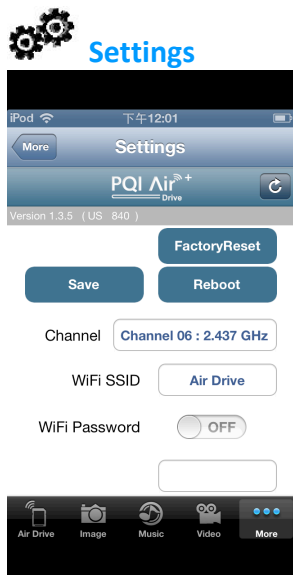 Settings
iPod 下午12:01
More Settings
PQI Air+
Drive
Version 1.3.5 ( US 840 )
FactoryReset
Save Reboot
Channel Channel 06 : 2.437 GHz
WiFi SSID Air Drive
WiFi Password OFF
Air Drive Image Music Video More